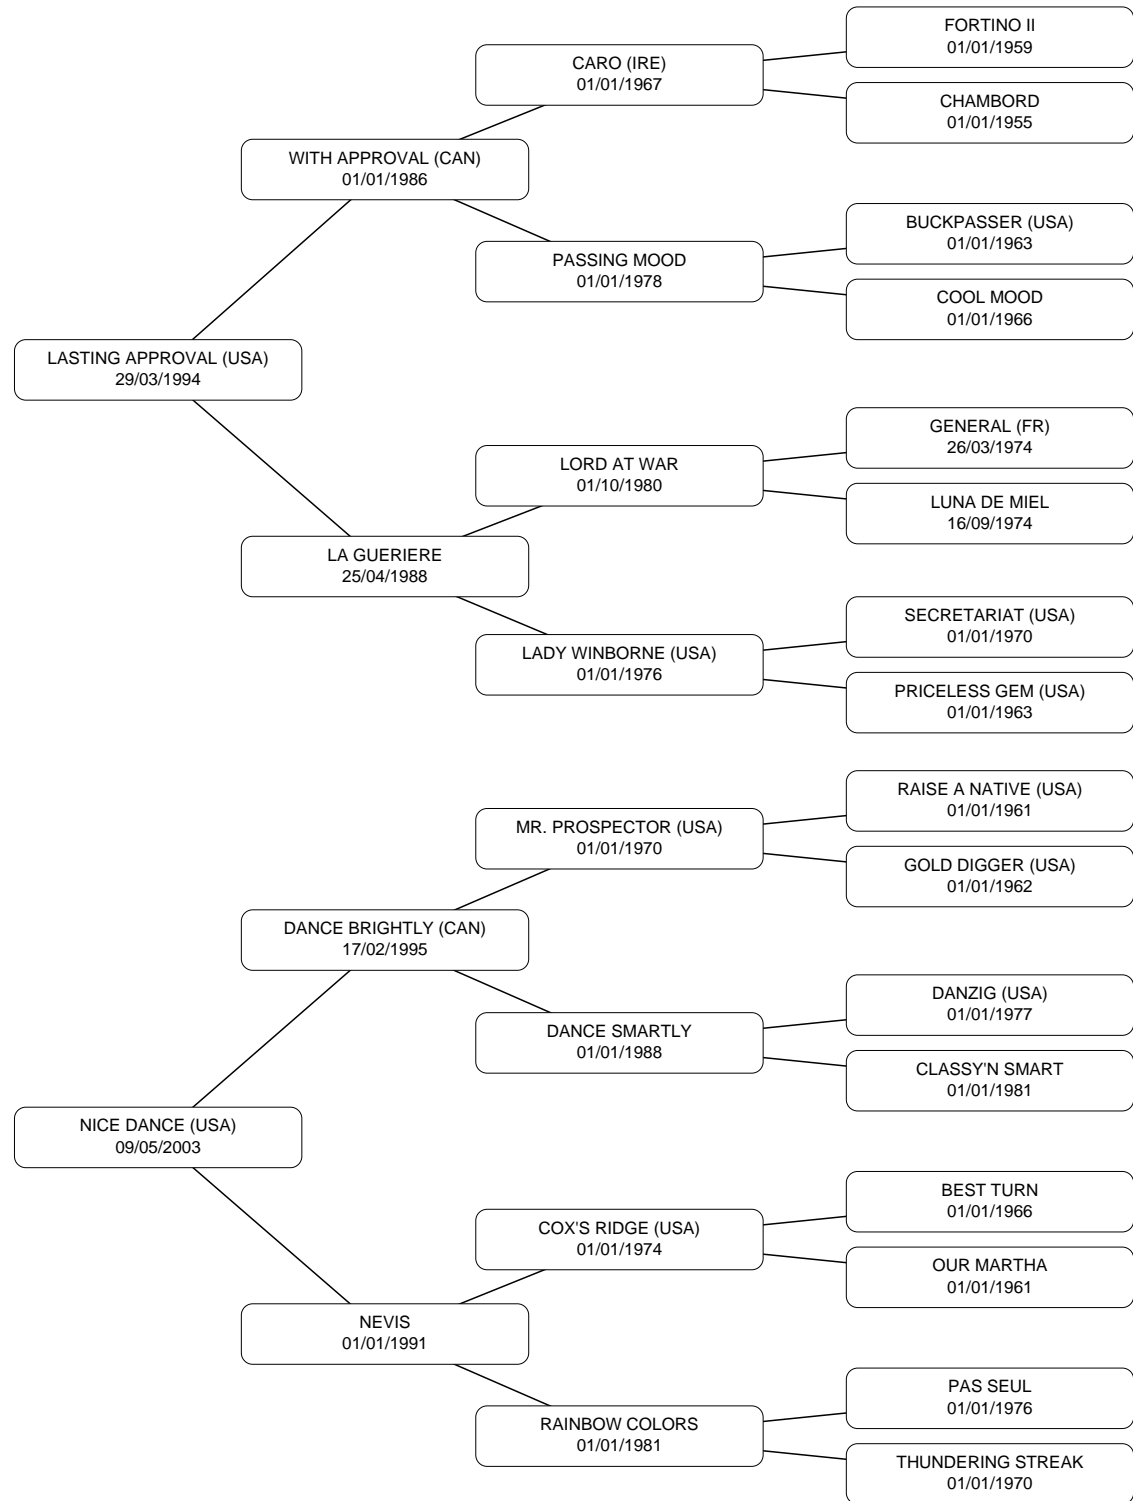 FORTINO II
01/01/1959
CARO (IRE)
01/01/1967
CHAMBORD
01/01/1955
WITH APPROVAL (CAN)
01/01/1986
BUCKPASSER (USA)
01/01/1963
PASSING MOOD
01/01/1978
COOL MOOD
01/01/1966
LASTING APPROVAL (USA)
29/03/1994
GENERAL (FR)
26/03/1974
LORD AT WAR
01/10/1980
LUNA DE MIEL
16/09/1974
LA GUERIERE
25/04/1988
SECRETARIAT (USA)
01/01/1970
LADY WINBORNE (USA)
01/01/1976
PRICELESS GEM (USA)
01/01/1963
RAISE A NATIVE (USA)
01/01/1961
MR. PROSPECTOR (USA)
01/01/1970
GOLD DIGGER (USA)
01/01/1962
DANCE BRIGHTLY (CAN)
17/02/1995
DANZIG (USA)
01/01/1977
DANCE SMARTLY
01/01/1988
CLASSY'N SMART
01/01/1981
NICE DANCE (USA)
09/05/2003
BEST TURN
01/01/1966
COX'S RIDGE (USA)
01/01/1974
OUR MARTHA
01/01/1961
NEVIS
01/01/1991
PAS SEUL
01/01/1976
RAINBOW COLORS
01/01/1981
THUNDERING STREAK
01/01/1970